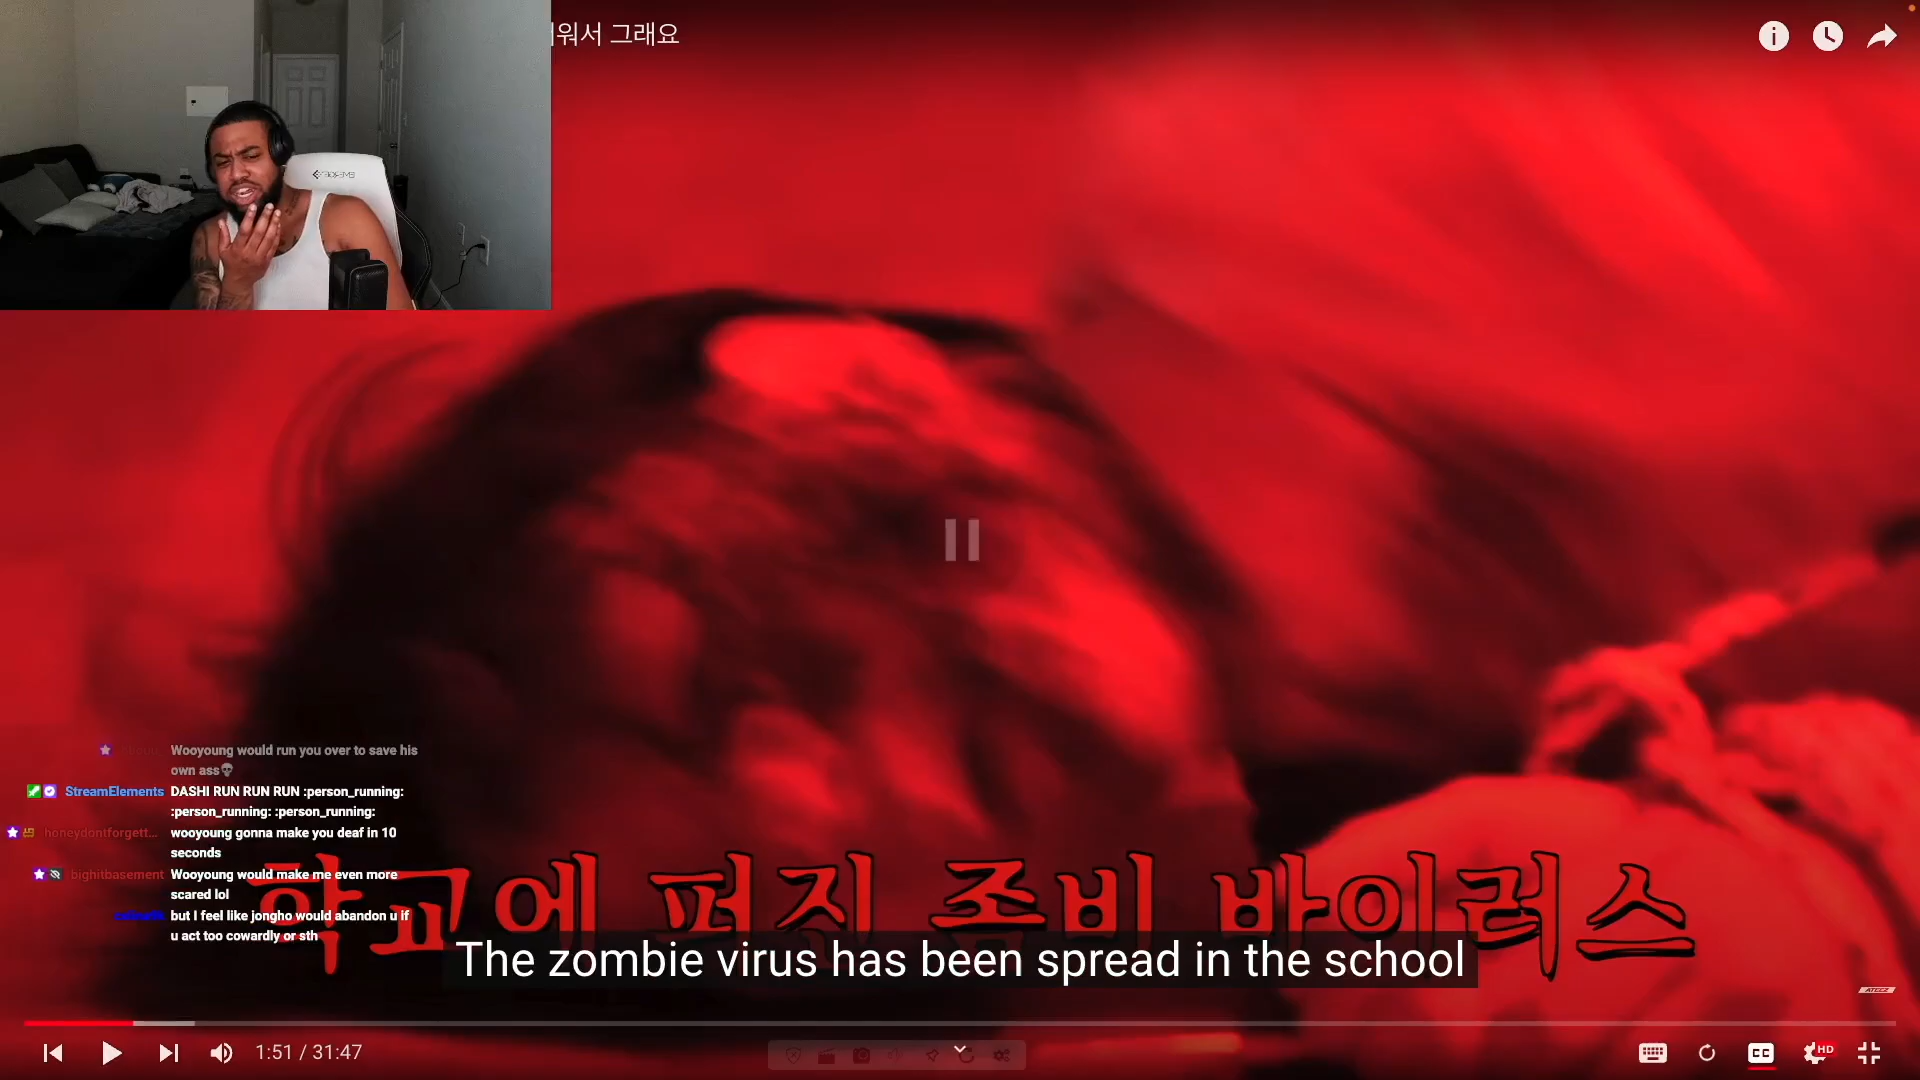 워서 그래요
Wooyoung would run you over to save his
own ass💀
StreamElements DASHI RUN RUN RUN :person_running:
:person_running: :person_running:
honeydontforgett... wooyoung gonna make you deaf in 10
seconds
bighitbasement Wooyoung would make me even more
scared lol
but I feel like jongho would abandon u if
u act too cowardly or sth
학교에 퍼진 좀비 바이러스
The zombie virus has been spread in the school
ATEEZ
1:51 / 31:47
CC
HD